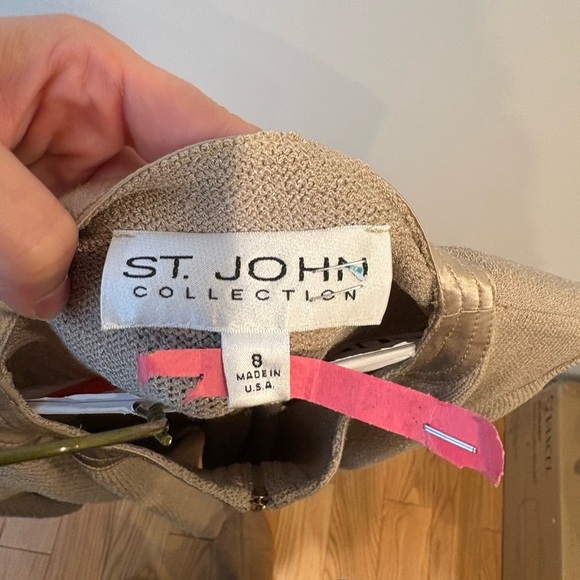 ST. JOHN
COLLECTION
8
MADE IN
U.S.A.